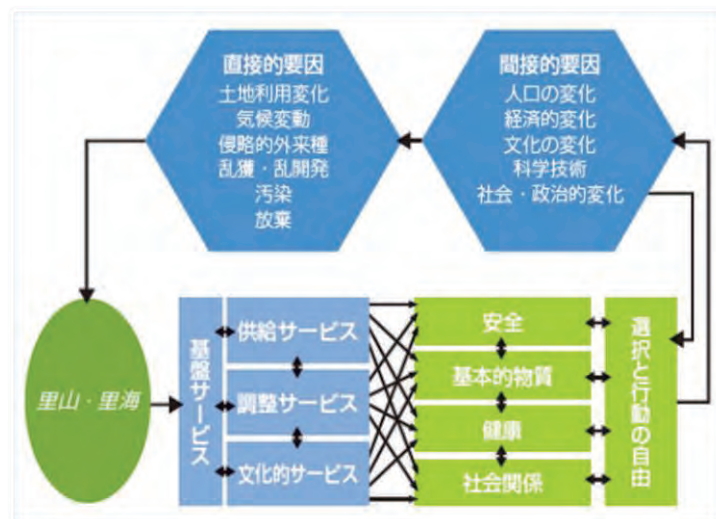 直接的要因
土地利用変化
気候変動
侵略的外来種
乱獲・乱開発
汚染
放棄
間接的要因
人口の変化
経済的変化
文化の変化
科学技術
社会・政治的変化
里山・里海
基盤サービス
供給サービス
調整サービス
文化的サービス
安全
基本的物質
健康
社会関係
選択と行動の自由